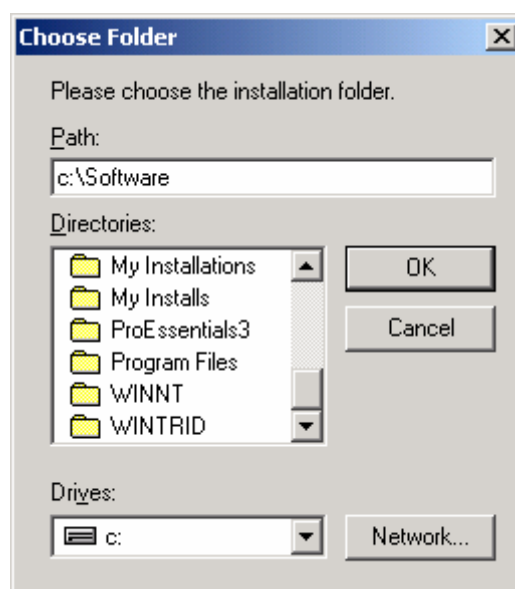 Choose Folder
Please choose the installation folder.
Path:
c:\Software
Directories:
My Installations
My Installs
ProEssentials3
Program Files
WINNT
WINTRID
OK
Cancel
Drives:
c:
Network...